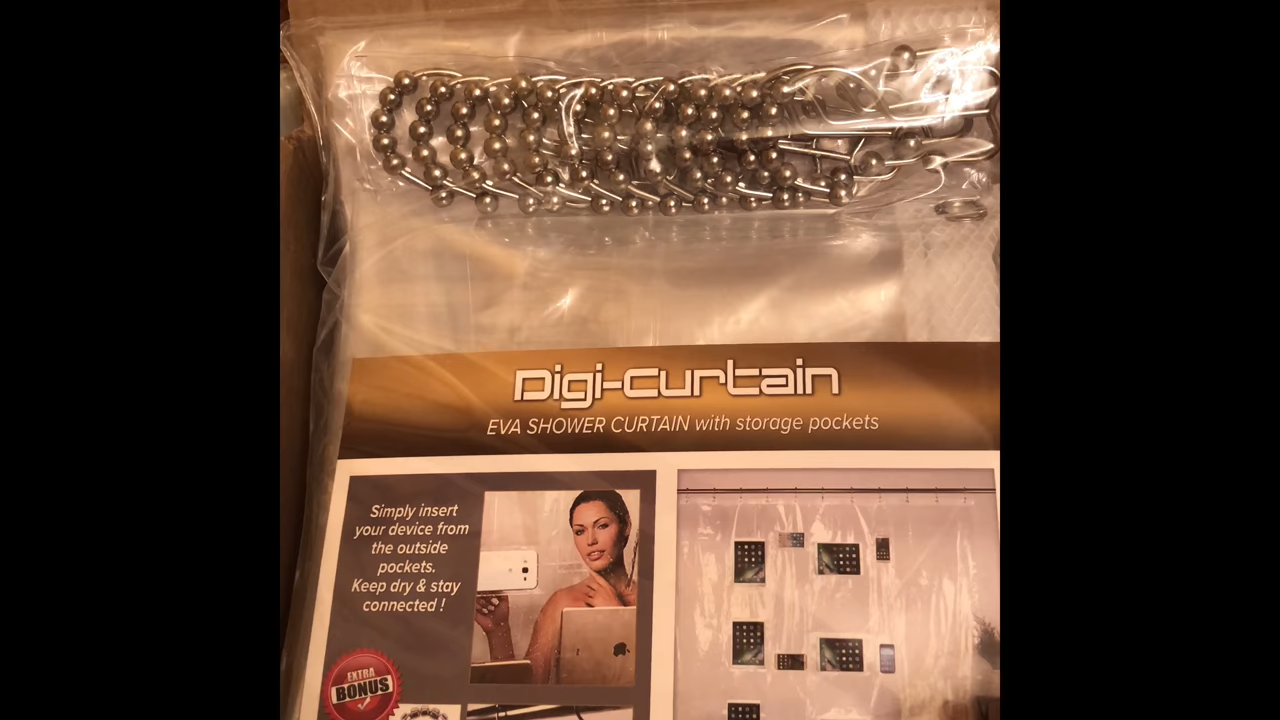 Digi-Curtain
EVA SHOWER CURTAIN with storage pockets
Simply insert
your device from
the outside
pockets.
Keep dry & stay
connected !
EXTRA
BONUS